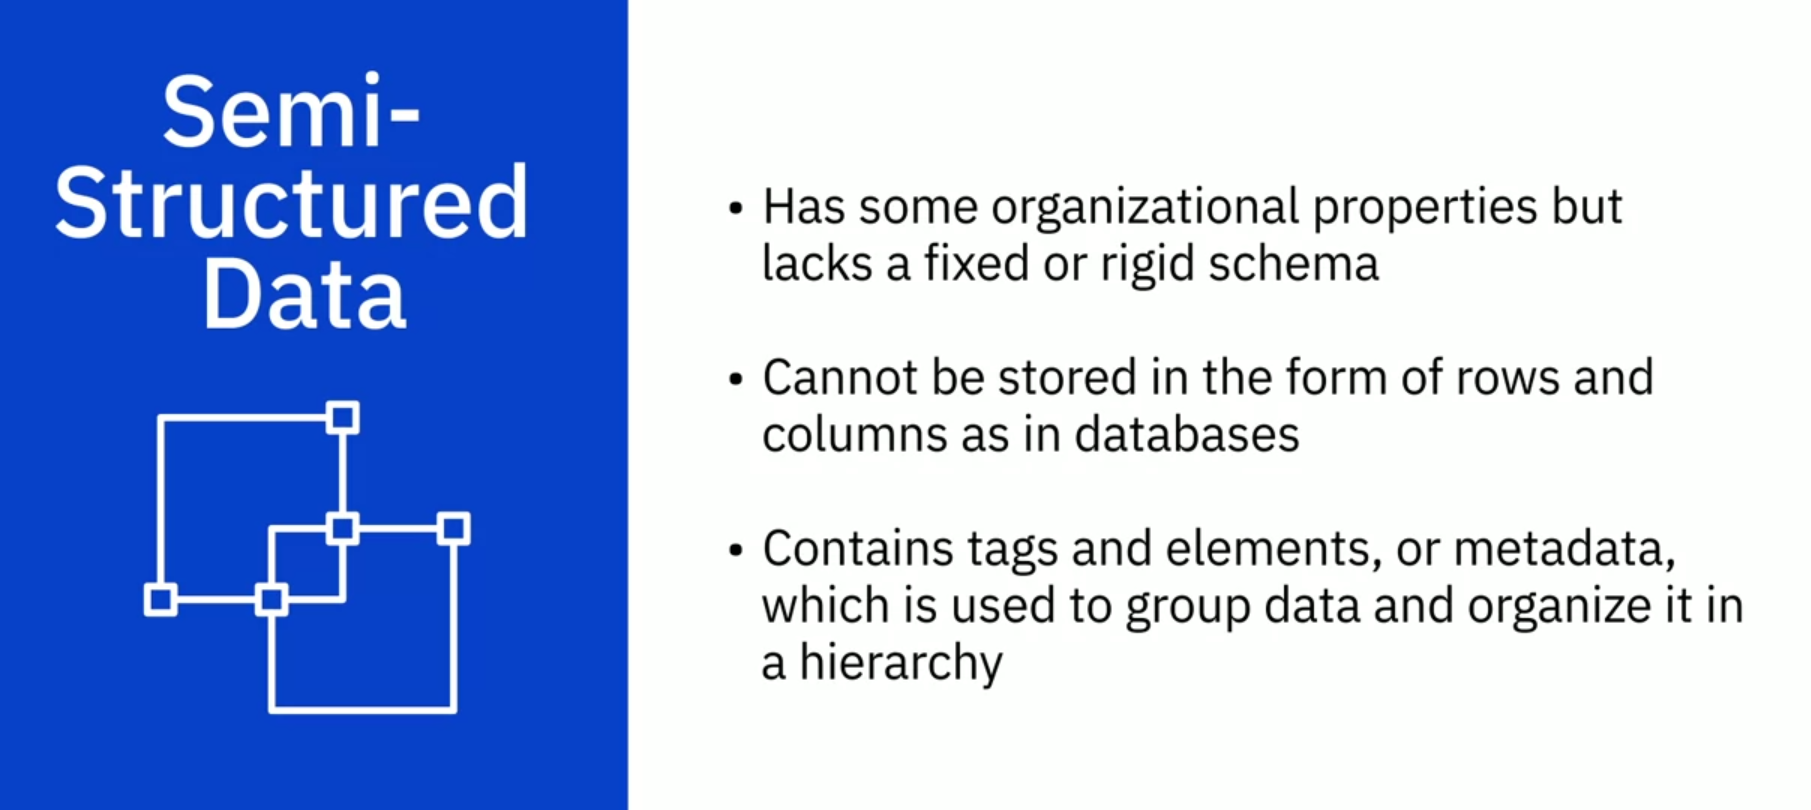 Semi-
Structured
Data
• Has some organizational properties but
lacks a fixed or rigid schema
• Cannot be stored in the form of rows and
columns as in databases
• Contains tags and elements, or metadata,
which is used to group data and organize it in
a hierarchy